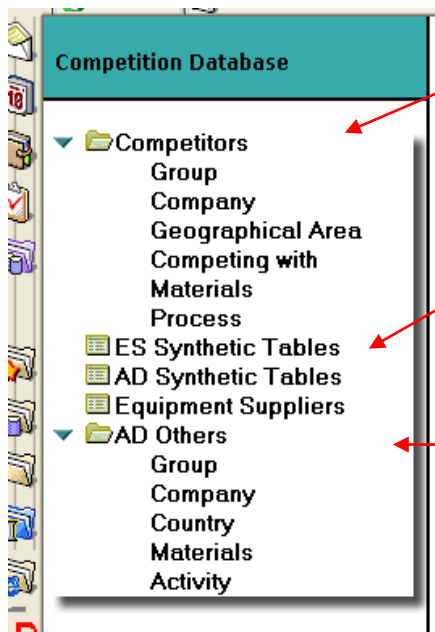 Competition Database
10
Competitors
Group
Company
Geographical Area
Competing with
Materials
Process
ES Synthetic Tables
AD Synthetic Tables
Equipment Suppliers
AD Others
Group
Company
Country
Materials
Activity